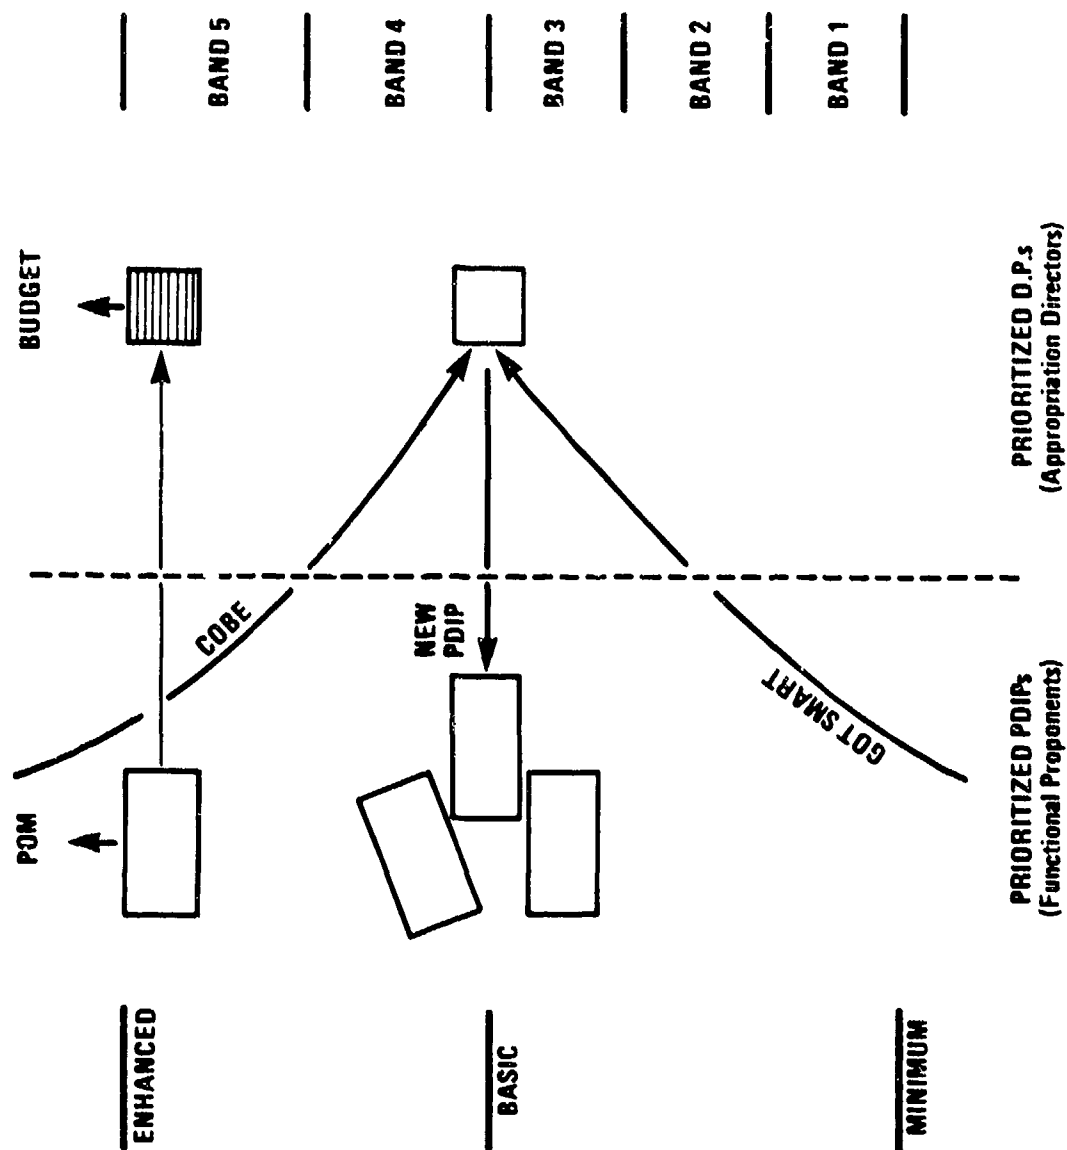 ENHANCED
BASIC
MINIMUM
POM
PRIORITIZED PDIPs
(Functional Proponents)
COBE
NEW
PDIP
GOT SMART
BUDGET
PRIORITIZED D.P.s
(Appropriation Directors)
BAND 5
BAND 4
BAND 3
BAND 2
BAND 1